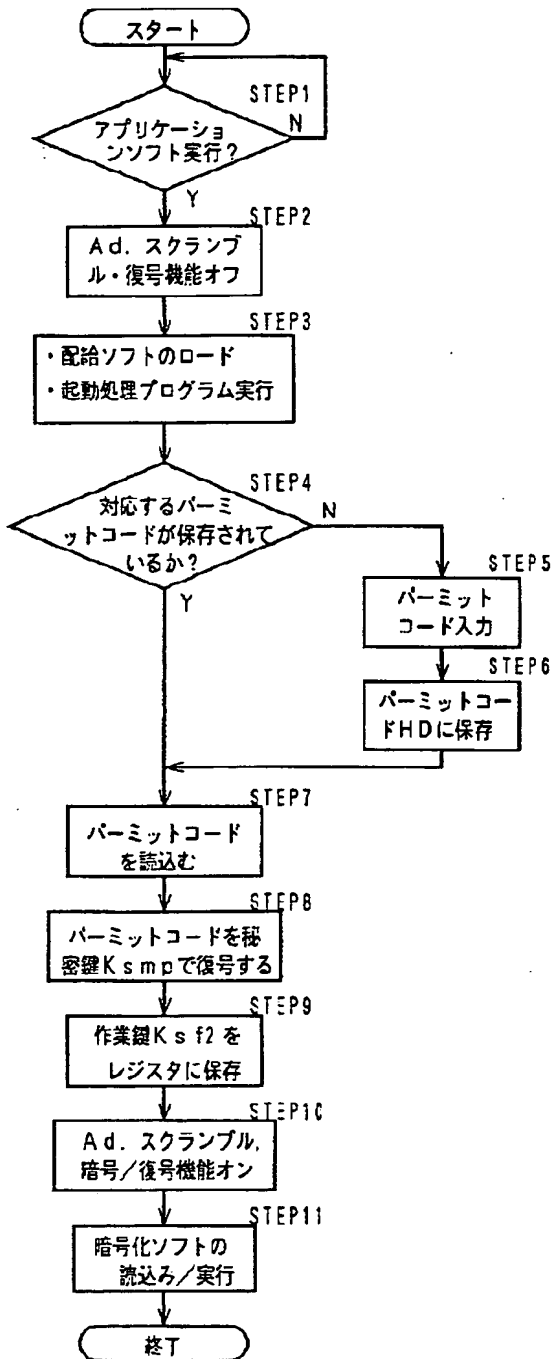 スタート
STEP1
アプリケーショ
ンソフト実行?
N
Y
STEP2
Ad.スクランブ
ル・復号機能オフ
STEP3
・配給ソフトのロード
・起動処理プログラム実行
STEP4
対応するパーミ
ットコードが保存されて
いるか?
N
Y
STEP5
パーミット
コード入力
STEP6
パーミットコー
ドHDに保存
STEP7
パーミットコード
を読込む
STEP8
パーミットコードを秘
密鍵Ksmpで復号する
STEP9
作業鍵Ksf2を
レジスタに保存
STEP10
Ad.スクランブル,
暗号/復号機能オン
STEP11
暗号化ソフトの
読込み/実行
終了